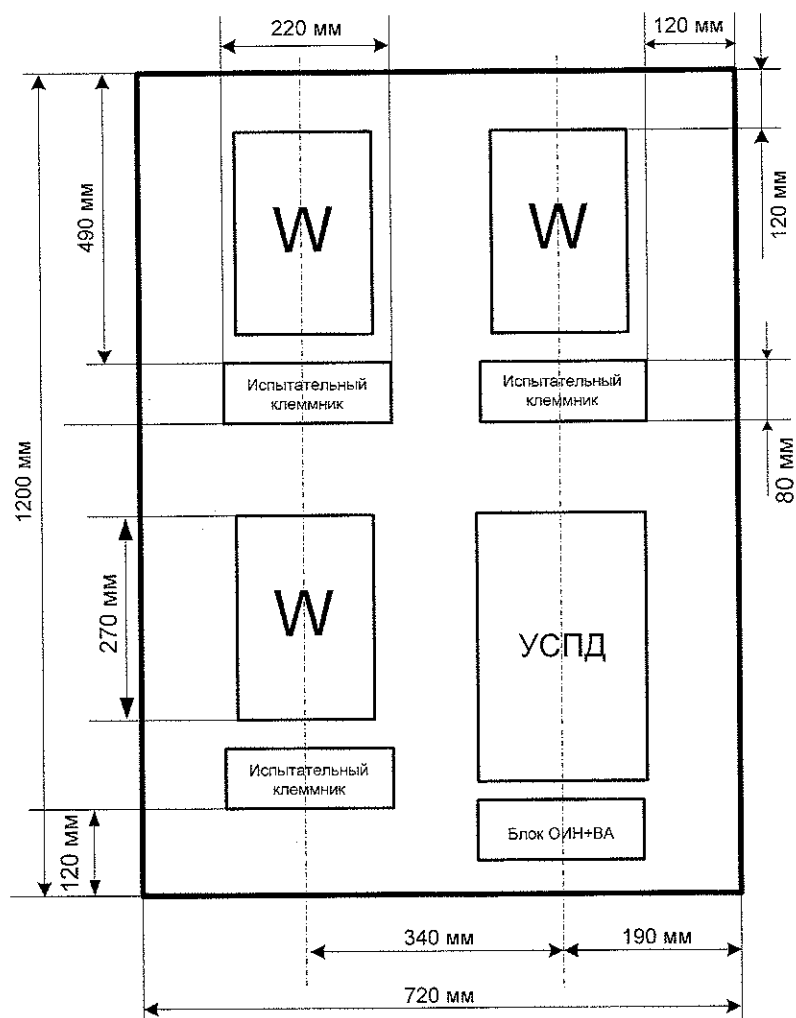 220 мм
120 мм
490 мм
W
W
120 мм
Испытательный
клеммник
Испытательный
клеммник
1200 мм
80 мм
270 мм
W
УСПД
Испытательный
клеммник
Блок ОИН+ВА
120 мм
340 мм
190 мм
720 мм